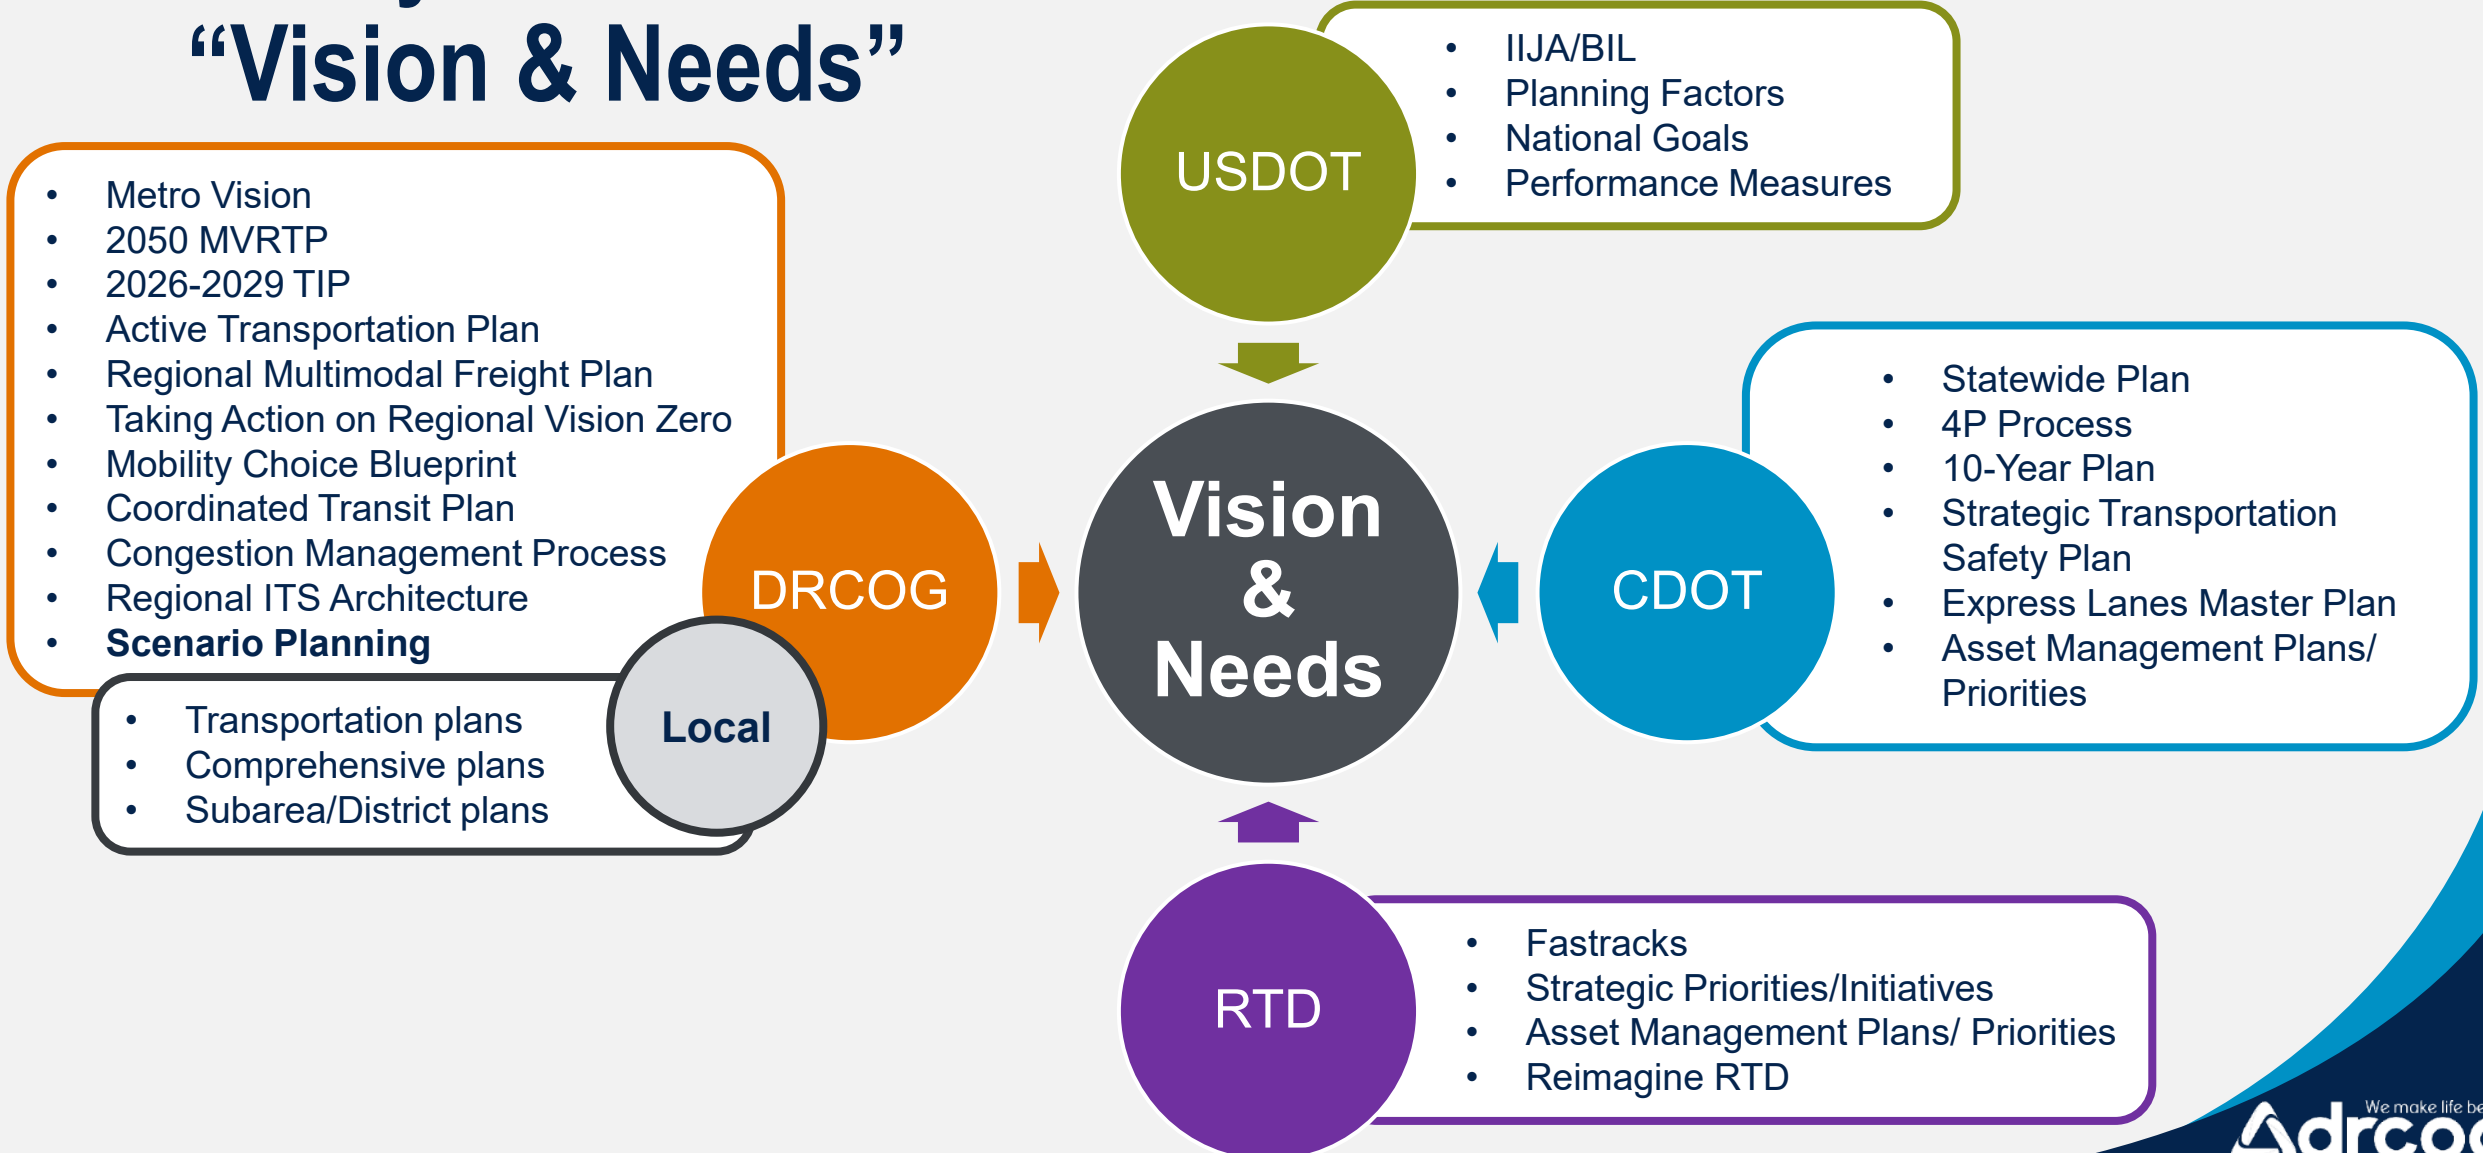 “Vision & Needs”
• Metro Vision
• 2050 MVRTP
• 2026-2029 TIP
• Active Transportation Plan
• Regional Multimodal Freight Plan
• Taking Action on Regional Vision Zero
• Mobility Choice Blueprint
• Coordinated Transit Plan
• Congestion Management Process
• Regional ITS Architecture
• Scenario Planning
DRCOG
• Transportation plans
• Comprehensive plans
• Subarea/District plans
Local
USDOT
• IIJA/BIL
• Planning Factors
• National Goals
• Performance Measures
Vision
&
Needs
CDOT
• Statewide Plan
• 4P Process
• 10-Year Plan
• Strategic Transportation
Safety Plan
• Express Lanes Master Plan
• Asset Management Plans/
Priorities
RTD
• Fastracks
• Strategic Priorities/Initiatives
• Asset Management Plans/ Priorities
• Reimagine RTD
We make life